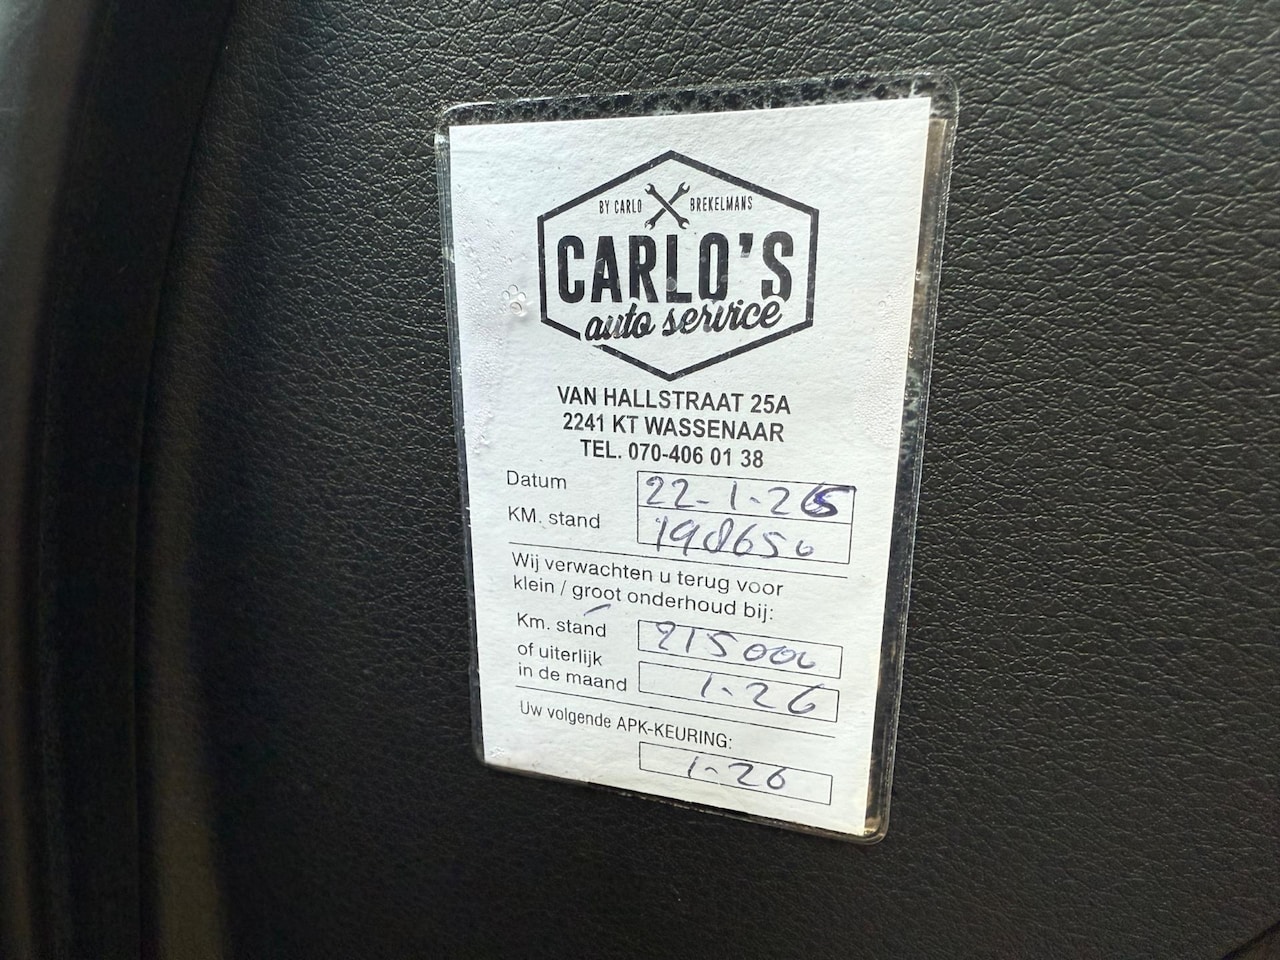 BY CARLO BREKELMANS
CARLO'S
auto service
VAN HALLSTRAAT 25A
2241 KT WASSENAAR
TEL. 070-406 01 38
Datum 22-1-25
KM. stand 198650
Wij verwachten u terug voor
klein / groot onderhoud bij:
Km. stand 215000
of uiterlijk
in de maand 1-26
Uw volgende APK-KEURING:
1-26